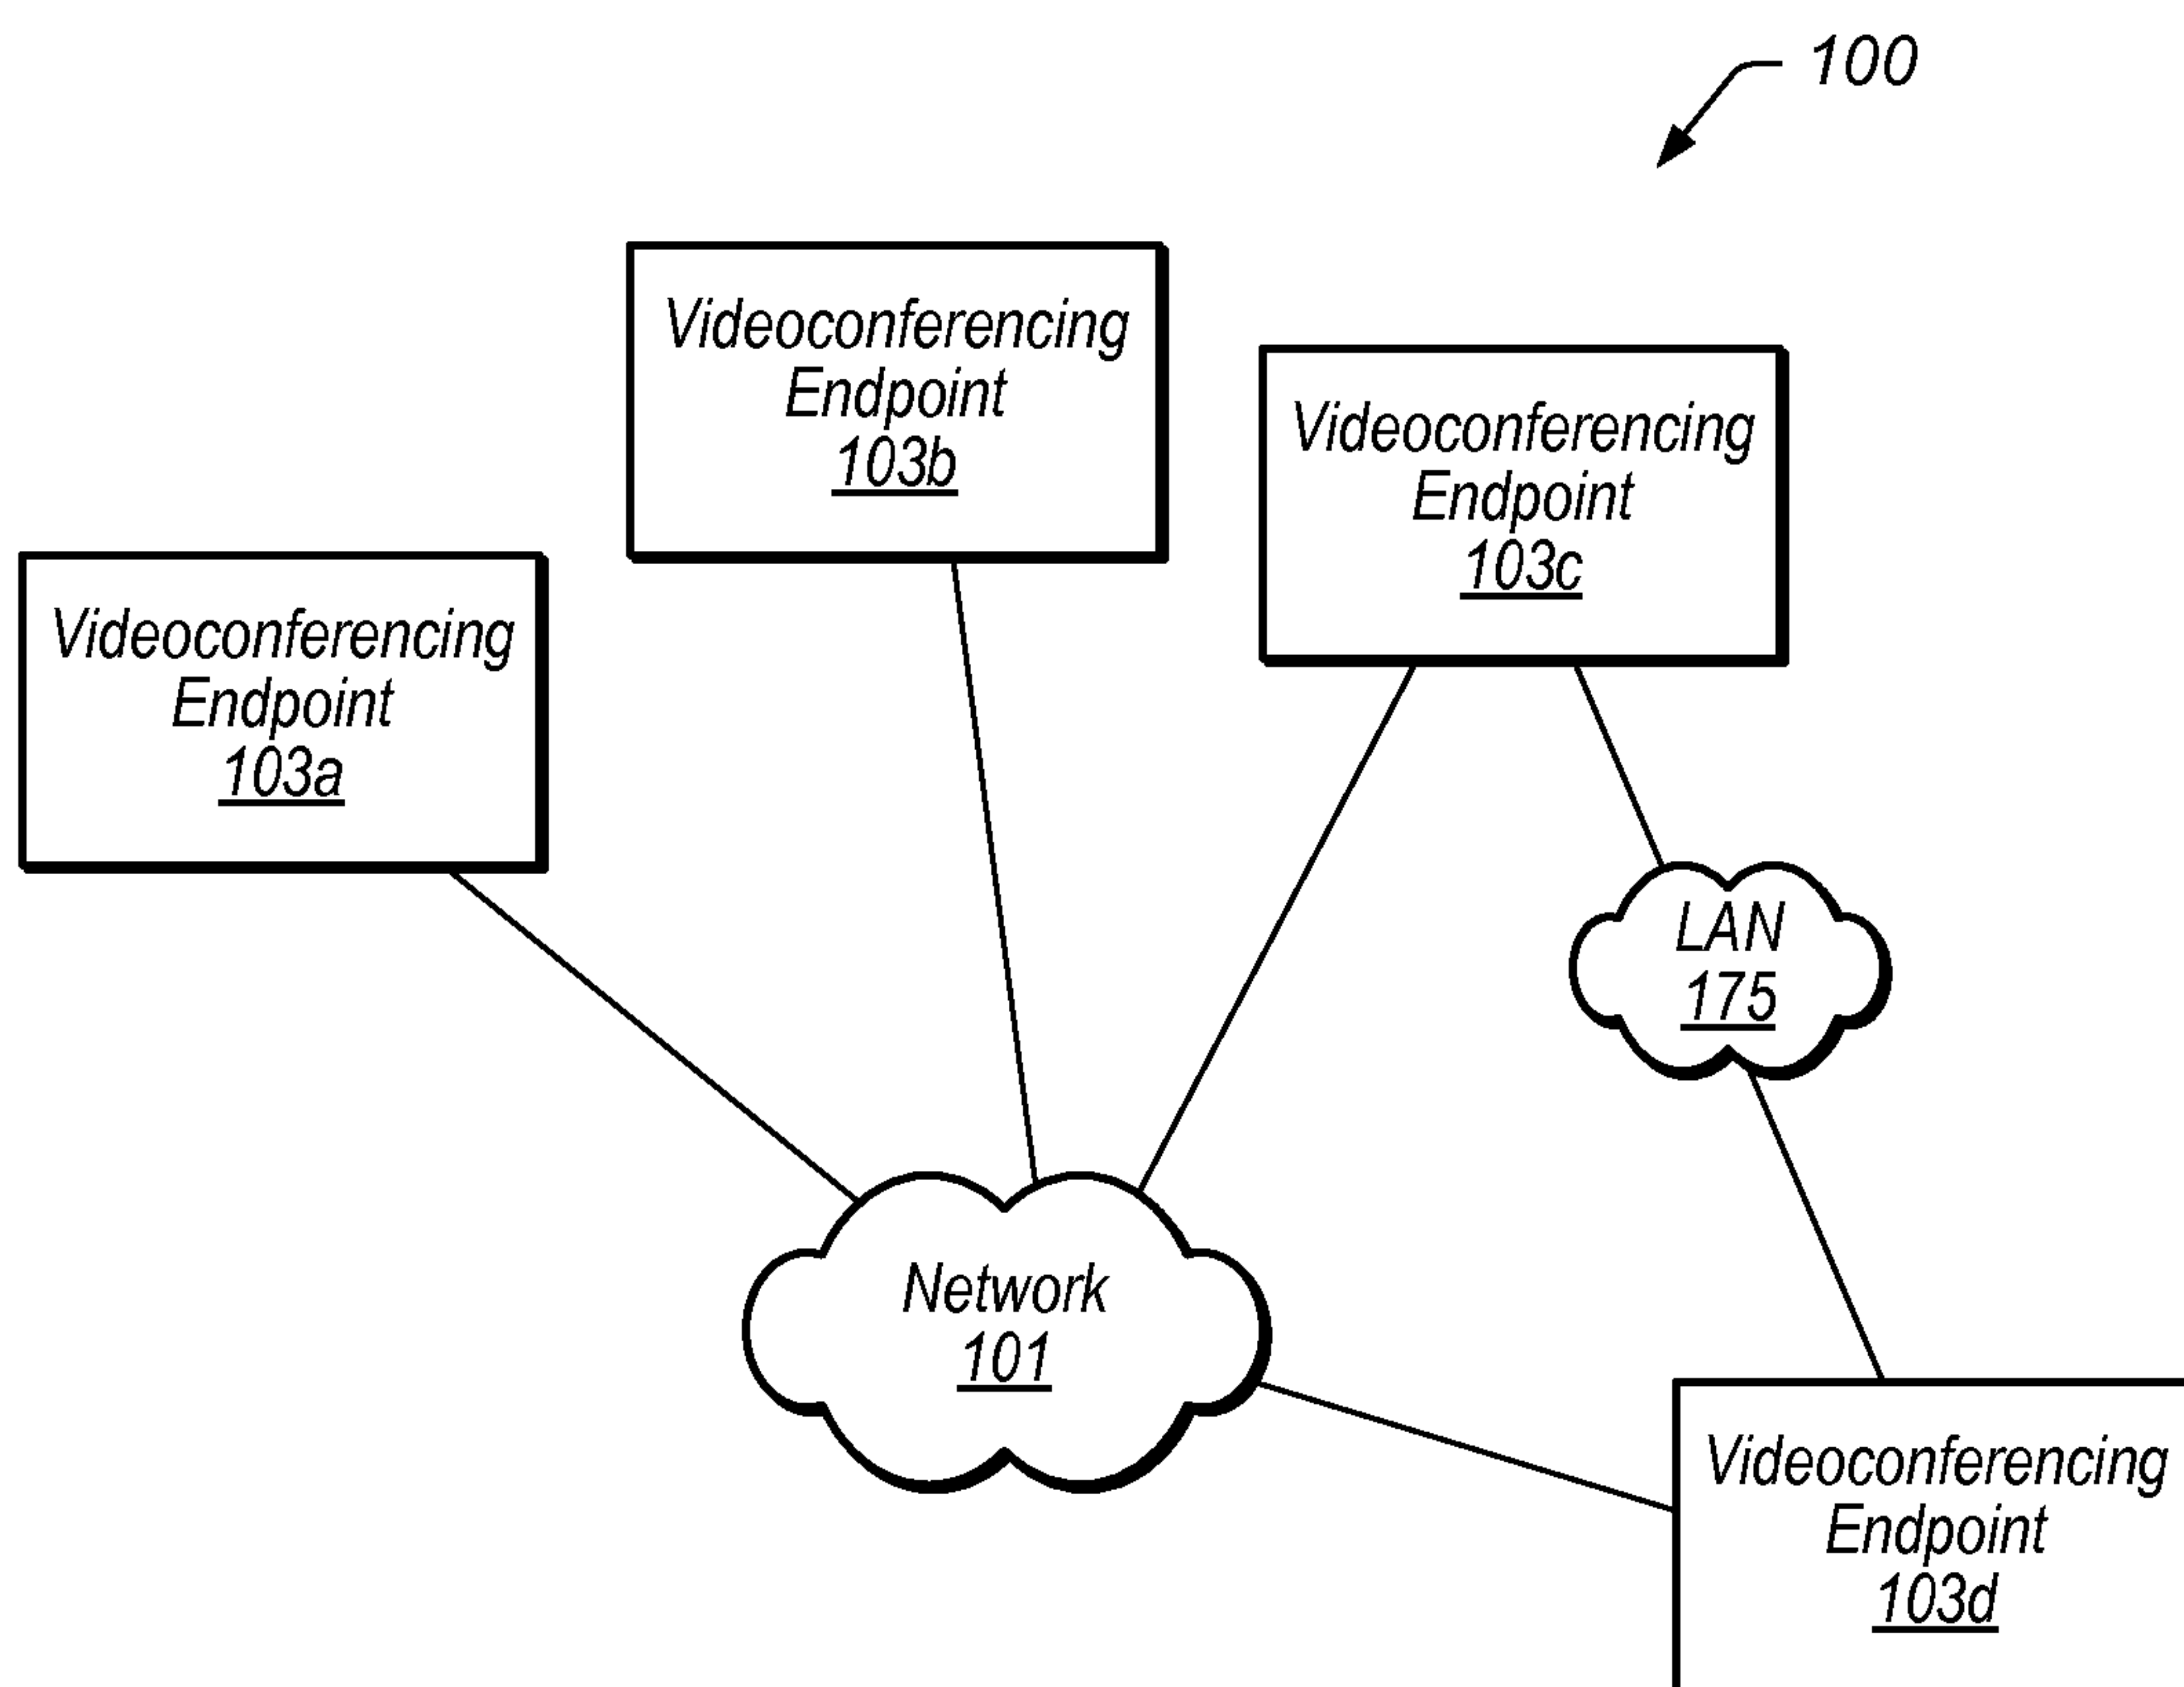 100
Videoconferencing
Endpoint
103b
Videoconferencing
Endpoint
103c
Videoconferencing
Endpoint
103a
LAN
175
Network
101
Videoconferencing
Endpoint
103d